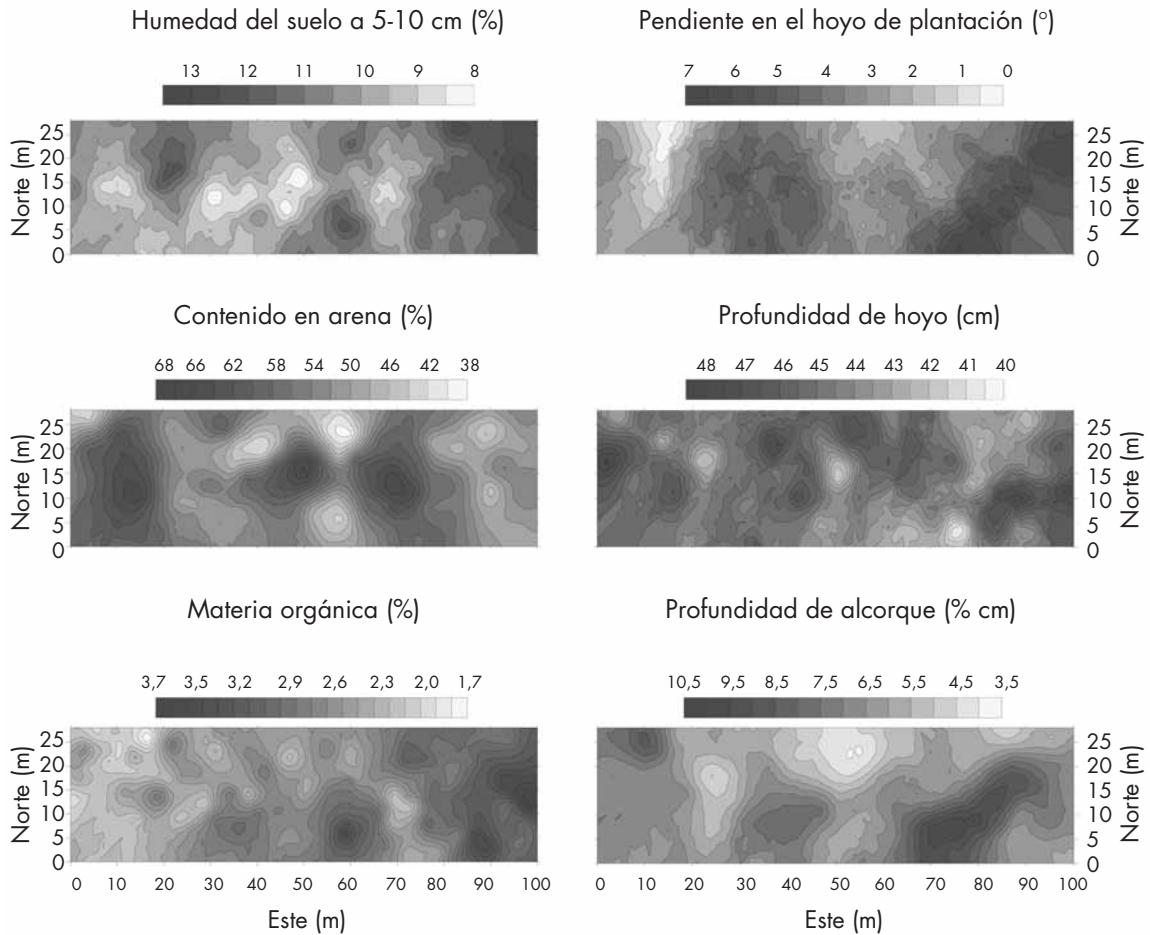 Humedad del suelo a 5-10 cm (%)
13 12 11 10 9 8
Norte (m)
25
20
15
10
5
0
Pendiente en el hoyo de plantación (°)
7 6 5 4 3 2 1 0
25
20
15
10
5
0
Norte (m)
Contenido en arena (%)
68 66 62 58 54 50 46 42 38
Norte (m)
25
20
15
10
5
0
Profundidad de hoyo (cm)
48 47 46 45 44 43 42 41 40
25
20
15
10
5
0
Norte (m)
Materia orgánica (%)
3,7 3,5 3,2 2,9 2,6 2,3 2,0 1,7
Norte (m)
25
20
15
10
5
0
0 10 20 30 40 50 60 70 80 90 100
Este (m)
Profundidad de alcorque (% cm)
10,5 9,5 8,5 7,5 6,5 5,5 4,5 3,5
25
20
15
10
5
0
Norte (m)
0 10 20 30 40 50 60 70 80 90 100
Este (m)